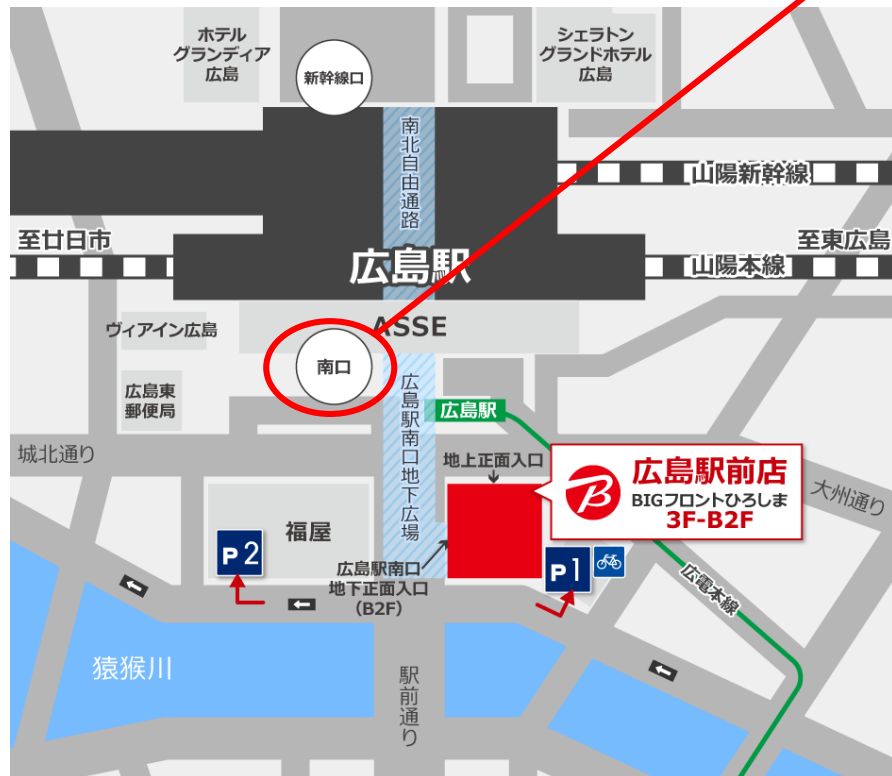 ホテル
グランディア
広島
新幹線口
シェラトン
グランドホテル
広島
南北自由通路
山陽新幹線
至廿日市
至東広島
広島駅
山陽本線
ASSE
ヴィアイン広島
南口
広島東
郵便局
広島駅南口地下広場
広島駅
城北通り
地上正面入口
B
広島駅前店
BIGフロントひろしま
3F-B2F
大州通り
福屋
P2
広島駅南口
地下正面入口
(B2F)
P1
広電本線
猿猴川
駅前通り